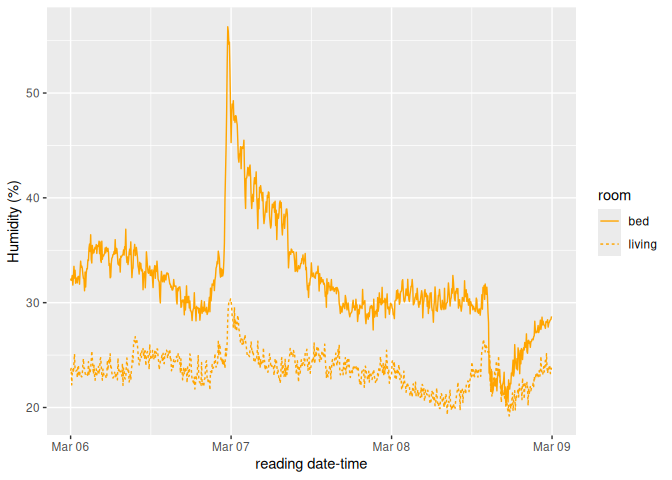 50
40
30
20
Humidity (%)
Mar 06
Mar 07
Mar 08
Mar 09
reading date-time
room
bed
living